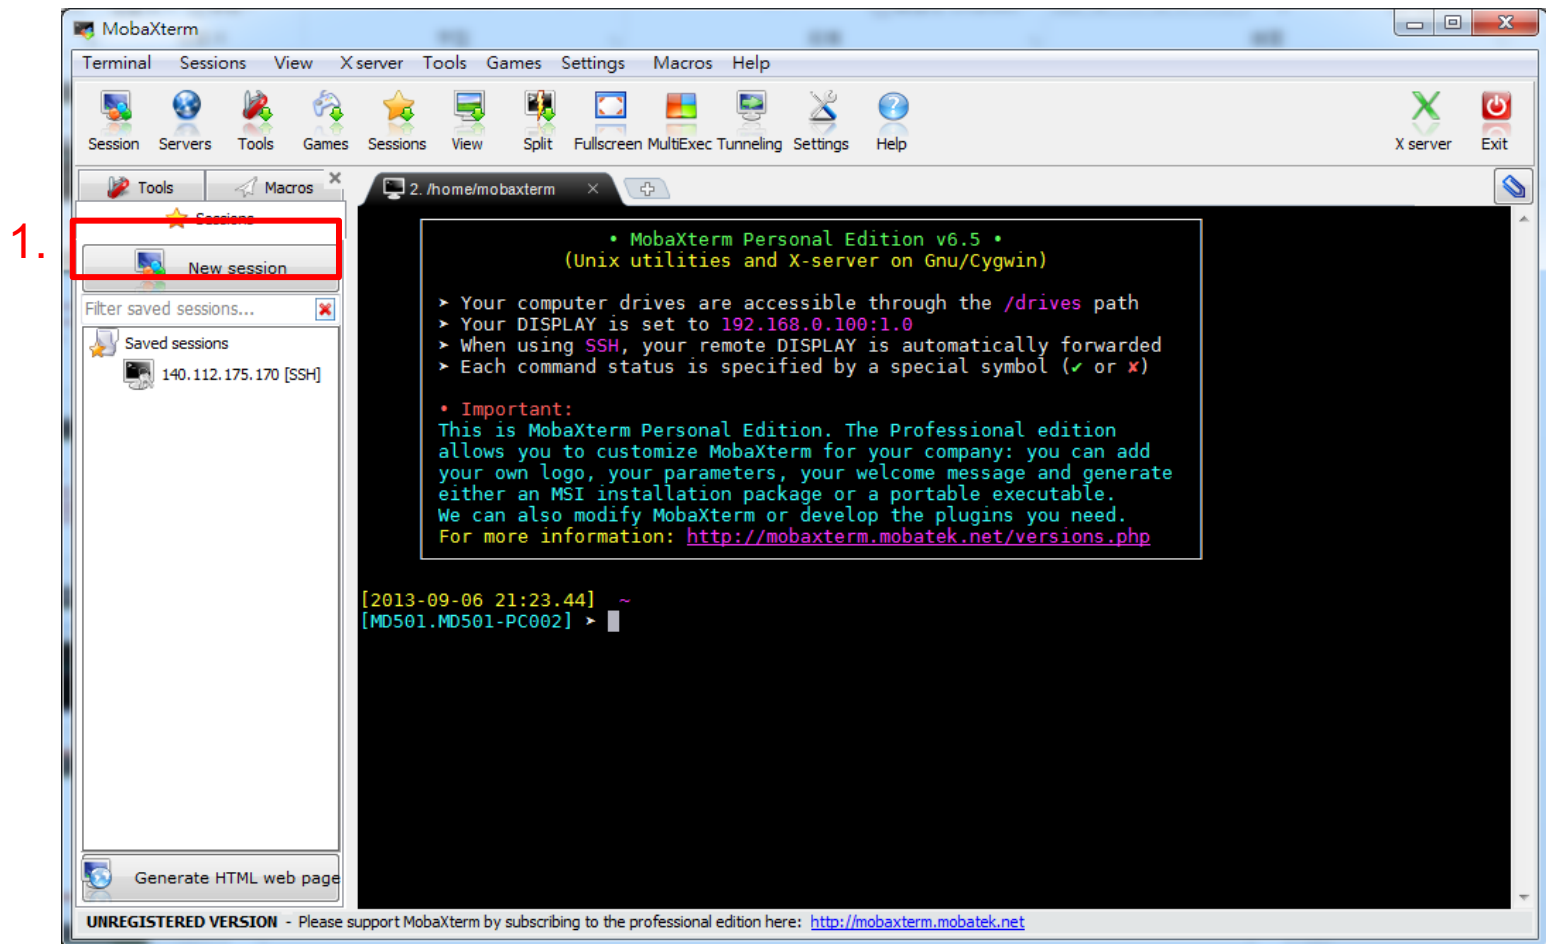 MobaXterm
Terminal Sessions View X server Tools Games Settings Macros Help
Session Servers Tools Games Sessions View Split Fullscreen MultiExec Tunneling Settings Help X server Exit
Tools Macros 2. /home/mobaxterm
Sessions
1.
New session
Filter saved sessions...
Saved sessions
140.112.175.170 [SSH]
Generate HTML web page
• MobaXterm Personal Edition v6.5 •
(Unix utilities and X-server on Gnu/Cygwin)
➤ Your computer drives are accessible through the /drives path
➤ Your DISPLAY is set to 192.168.0.100:1.0
➤ When using SSH, your remote DISPLAY is automatically forwarded
➤ Each command status is specified by a special symbol (✔ or ✘)
• Important:
This is MobaXterm Personal Edition. The Professional edition
allows you to customize MobaXterm for your company: you can add
your own logo, your parameters, your welcome message and generate
either an MSI installation package or a portable executable.
We can also modify MobaXterm or develop the plugins you need.
For more information: http://mobaxterm.mobatek.net/versions.php
[2013-09-06 21:23.44] ~
[MD501.MD501-PC002] ➤
UNREGISTERED VERSION - Please support MobaXterm by subscribing to the professional edition here: http://mobaxterm.mobatek.net